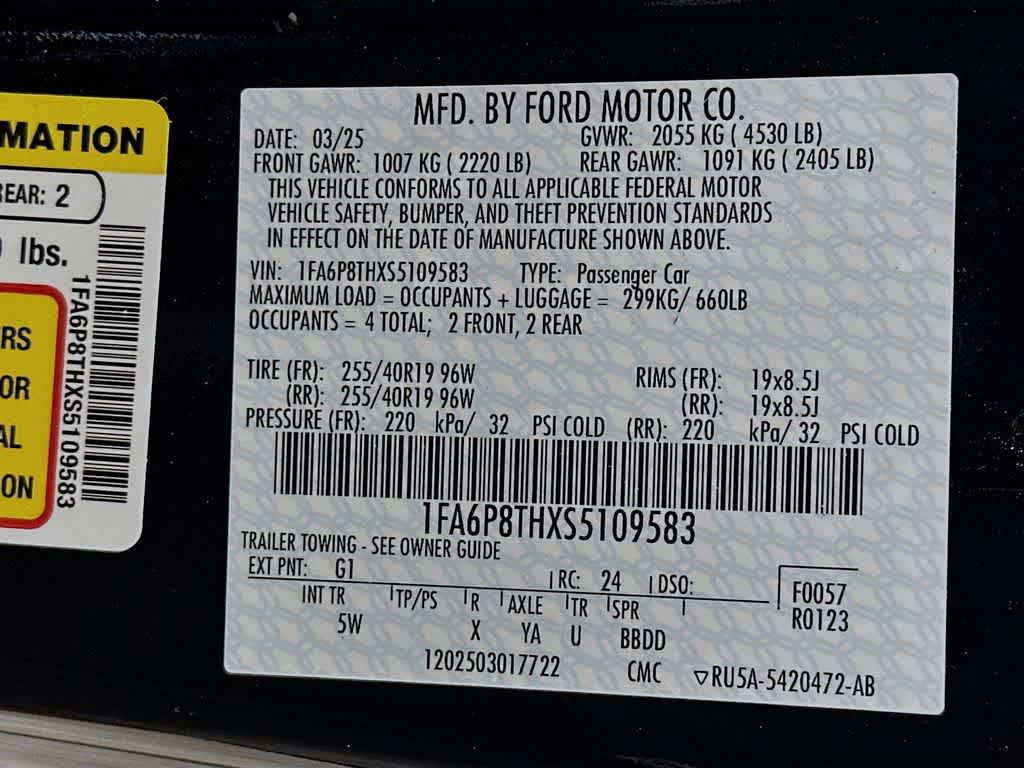 MATION
EAR: 2
lbs.
RS
OR
AL
ON
1FA6P8THXS5109583
MFD. BY FORD MOTOR CO.
DATE: 03/25 GVWR: 2055 KG ( 4530 LB)
FRONT GAWR: 1007 KG ( 2220 LB) REAR GAWR: 1091 KG ( 2405 LB)
THIS VEHICLE CONFORMS TO ALL APPLICABLE FEDERAL MOTOR
VEHICLE SAFETY, BUMPER, AND THEFT PREVENTION STANDARDS
IN EFFECT ON THE DATE OF MANUFACTURE SHOWN ABOVE.
VIN: 1FA6P8THXS5109583 TYPE: Passenger Car
MAXIMUM LOAD = OCCUPANTS + LUGGAGE = 299KG/ 660LB
OCCUPANTS = 4 TOTAL; 2 FRONT, 2 REAR
TIRE (FR): 255/40R19 96W RIMS (FR): 19x8.5J
(RR): 255/40R19 96W (RR): 19x8.5J
PRESSURE (FR): 220 kPa/ 32 PSI COLD (RR): 220 kPa/ 32 PSI COLD
1FA6P8THXS5109583
TRAILER TOWING - SEE OWNER GUIDE
EXT PNT: G1 RC: 24 DSO: F0057
INT TR TP/PS R AXLE TR SPR R0123
5W X YA U BBDD
1202503017722 CMC ▽RU5A-5420472-AB